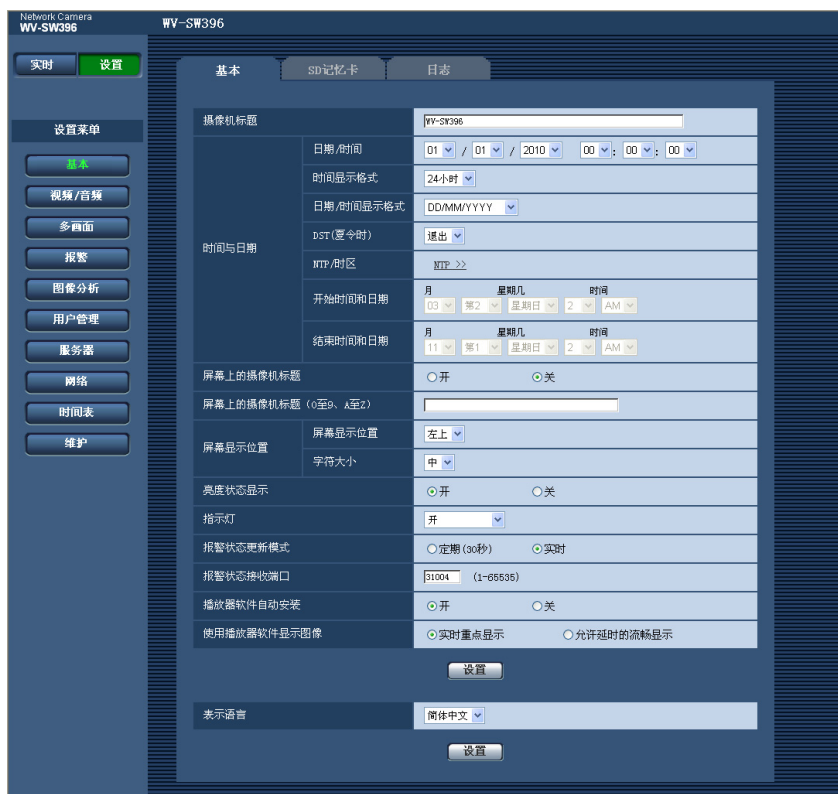 Network Camera
WV-SW396
WV-SW396
实时 设置
基本 SD记忆卡 日志
设置菜单
基本
视频/音频
多画面
报警
图像分析
用户管理
服务器
网络
时间表
维护
摄像机标题 WV-SW396
时间与日期
日期/时间 01 / 01 / 2010 00 : 00 : 00
时间显示格式 24小时
日期/时间显示格式 DD/MM/YYYY
DST(夏令时) 退出
NTP/时区 NTP >>
开始时间和日期
月 星期几 时间
03 第2 星期日 2 AM
结束时间和日期
月 星期几 时间
11 第1 星期日 2 AM
屏幕上的摄像机标题 开 关
屏幕上的摄像机标题(0至9、A至Z)
屏幕显示位置
屏幕显示位置 左上
字符大小 中
亮度状态显示 开 关
指示灯 开
报警状态更新模式 定期(30秒) 实时
报警状态接收端口 31004 (1-65535)
播放器软件自动安装 开 关
使用播放器软件显示图像 实时重点显示 允许延时的流畅显示
设置
表示语言 简体中文
设置